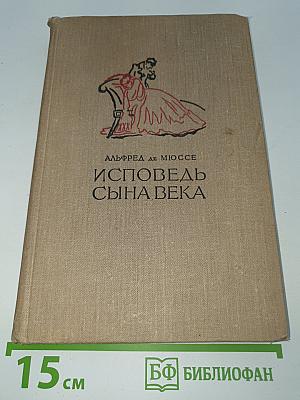 АЛЬФРЕД ДЕ МЮССЕ
ИСПОВЕДЬ
СЫНА ВЕКА
15 см
БФ БИБЛИОФАН